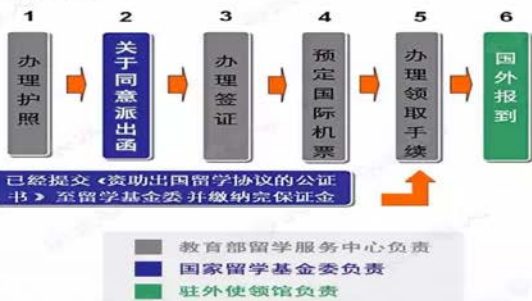 1 2 3 4 5 6
办理护照
关于同意派出函
办理签证
预定国际机票
办理领取手续
国外报到
已经提交《资助出国留学协议的公证
书》至留学基金委并缴纳完保证金
教育部留学服务中心负责
国家留学基金委负责
驻外使领馆负责